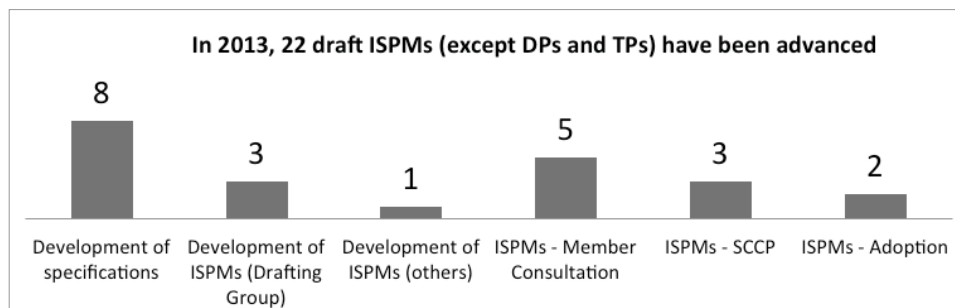 In 2013, 22 draft ISPMs (except DPs and TPs) have been advanced
8
3
1
5
3
2
Development of
specifications
Development of
ISPMs (Drafting
Group)
Development of
ISPMs (others)
ISPMs - Member
Consultation
ISPMs - SCCP
ISPMs - Adoption